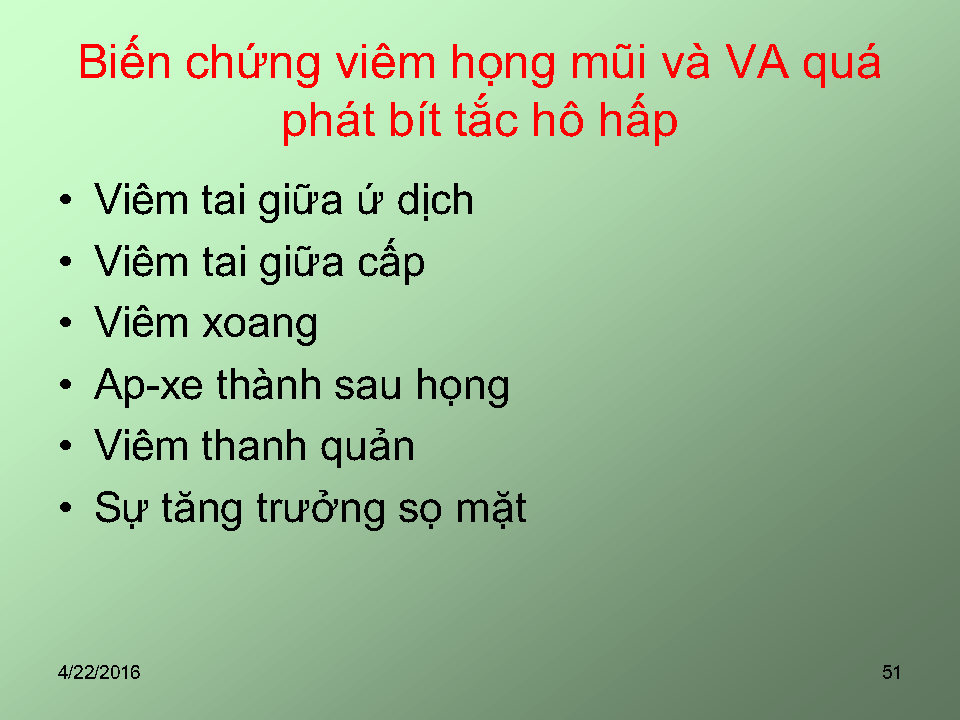 Biến chứng viêm họng mũi và VA quá
phát bít tắc hô hấp
• Viêm tai giữa ứ dịch
• Viêm tai giữa cấp
• Viêm xoang
• Ap-xe thành sau họng
• Viêm thanh quản
• Sự tăng trưởng sọ mặt
4/22/2016
51